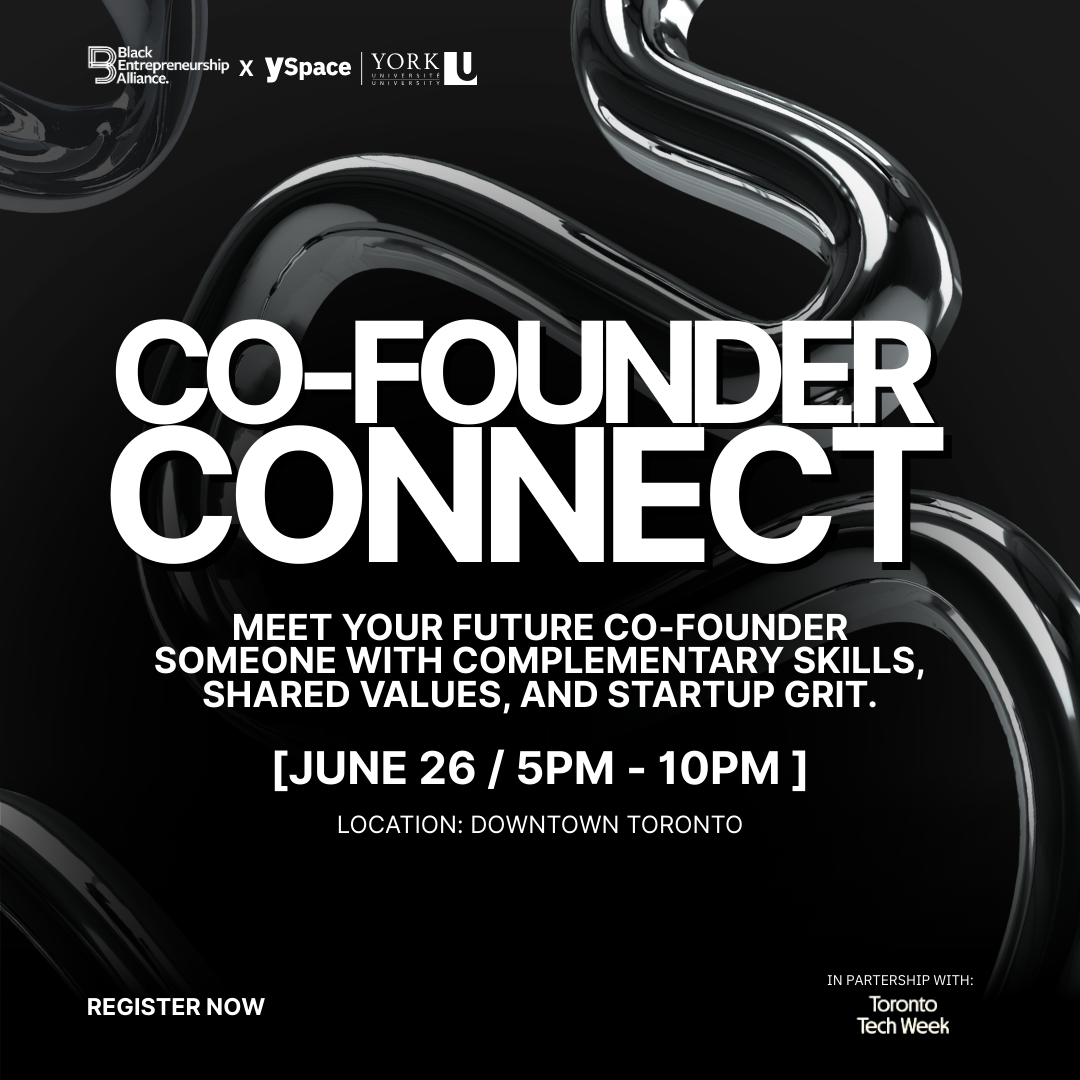 Black
Entrepreneurship
Alliance.
X
ySpace
YORK
UNIVERSITÉ
UNIVERSITY
U
CO-FOUNDER
CONNECT
MEET YOUR FUTURE CO-FOUNDER
SOMEONE WITH COMPLEMENTARY SKILLS,
SHARED VALUES, AND STARTUP GRIT.
[JUNE 26 / 5PM - 10PM ]
LOCATION: DOWNTOWN TORONTO
REGISTER NOW
IN PARTERSHIP WITH:
Toronto
Tech Week